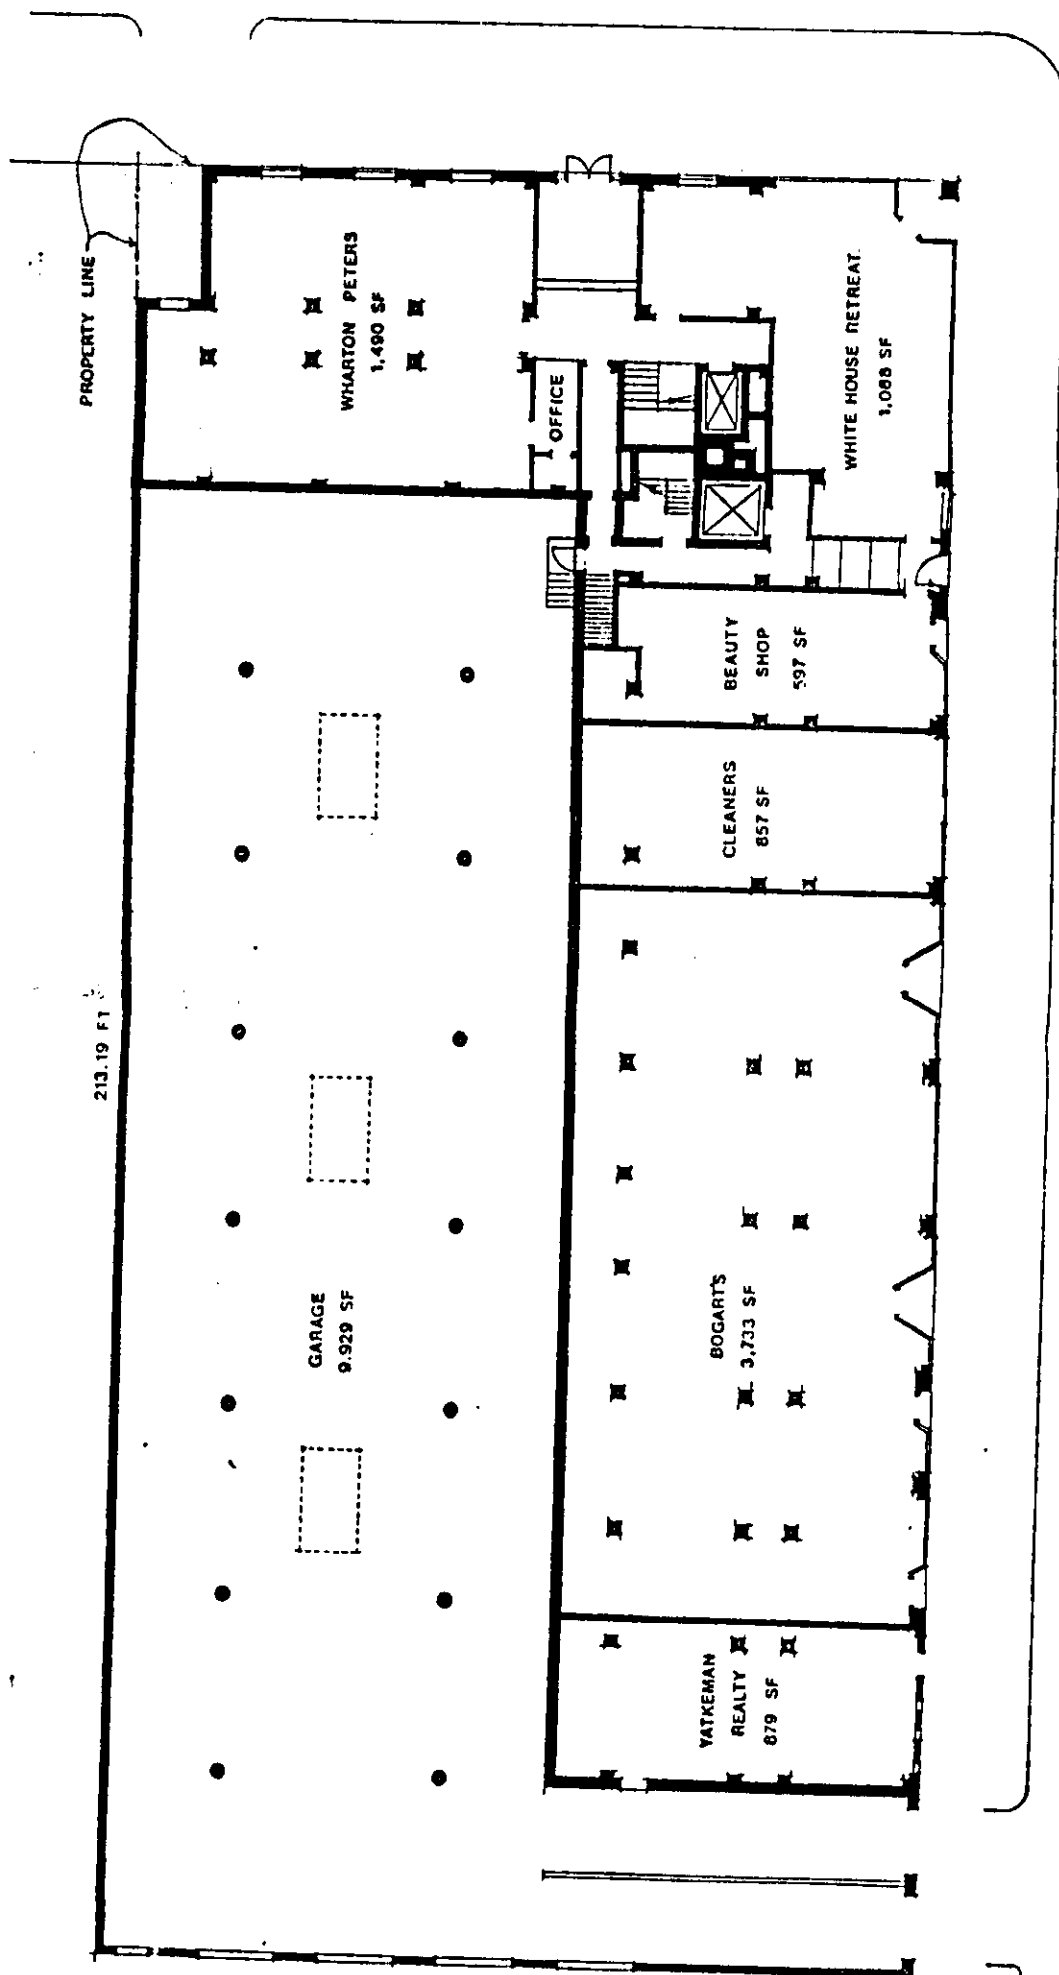 PROPERTY LINE
WHARTON PETERS
1,490 SF
OFFICE
WHITE HOUSE RETREAT
1,088 SF
BEAUTY
SHOP
597 SF
CLEANERS
857 SF
213.19 FT
GARAGE
9,929 SF
BOGART'S
3,733 SF
YATKEMAN
REALTY
879 SF